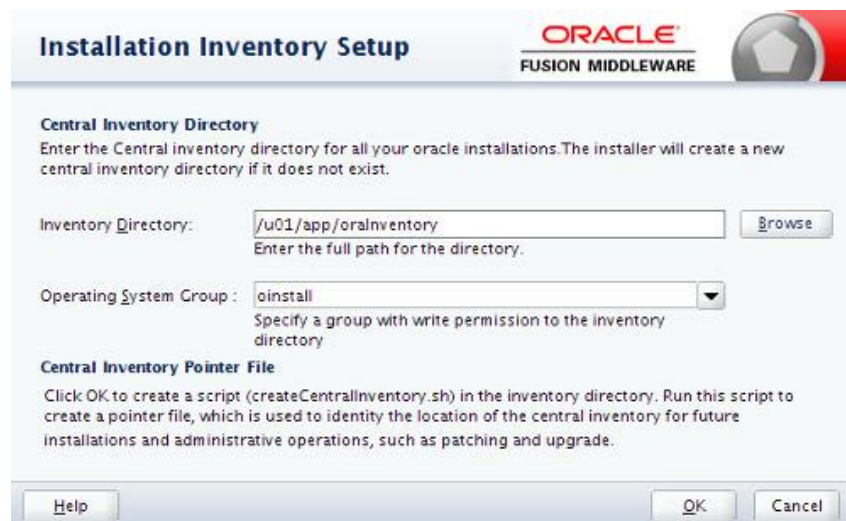 Installation Inventory Setup
ORACLE
FUSION MIDDLEWARE
Central Inventory Directory
Enter the Central inventory directory for all your oracle installations.The installer will create a new
central inventory directory if it does not exist.
Inventory Directory: /u01/app/oraInventory Browse
Enter the full path for the directory.
Operating System Group : oinstall
Specify a group with write permission to the inventory
directory
Central Inventory Pointer File
Click OK to create a script (createCentralInventory.sh) in the inventory directory. Run this script to
create a pointer file, which is used to identity the location of the central inventory for future
installations and administrative operations, such as patching and upgrade.
Help OK Cancel